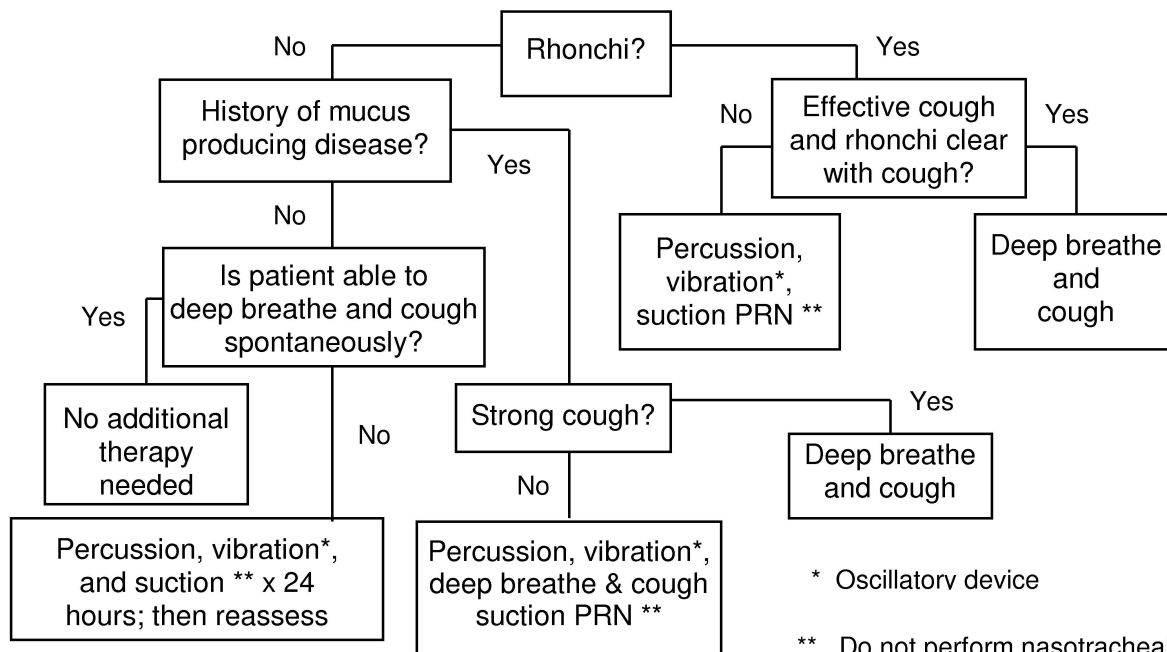 No
Rhonchi?
Yes
History of mucus
producing disease?
Yes
No
Effective cough
and rhonchi clear
with cough?
Yes
No
Is patient able to
deep breathe and cough
spontaneously?
Percussion,
vibration*,
suction PRN **
Deep breathe
and
cough
Yes
No additional
therapy
needed
No
Strong cough?
Yes
Deep breathe
and cough
No
Percussion, vibration*,
and suction ** x 24
hours; then reassess
Percussion, vibration*,
deep breathe & cough
suction PRN **
* Oscillatory device
** Do not perform nasotrachea